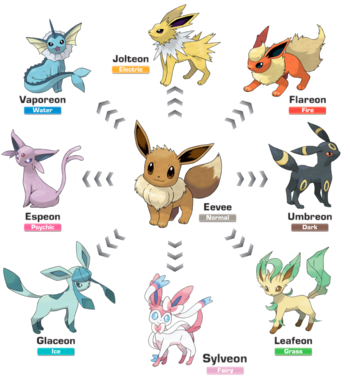 Jolteon
Electric
Vaporeon
Water
Flareon
Fire
Espeon
Psychic
Eevee
Normal
Umbreon
Dark
Glaceon
Ice
Sylveon
Fairy
Leafeon
Grass